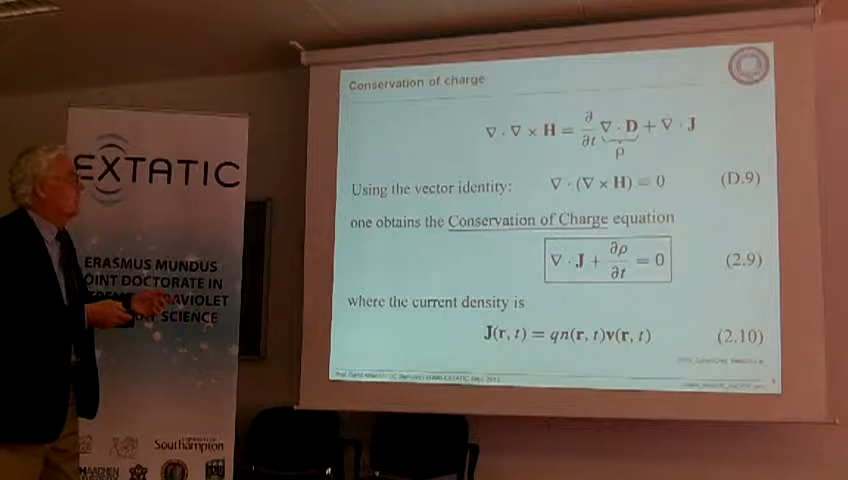 EXTATIC
ERASMUS MUNDUS
JOINT DOCTORATE IN
SCIENCE
Southampton
Conservation of charge
∇ · ∇ × H = ∂/∂t ∇ · D + ∇ · J
ρ
Using the vector identity: ∇ · (∇ × H) = 0 (D.9)
one obtains the Conservation of Charge equation
∇ · J + ∂ρ/∂t = 0 (2.9)
where the current density is
J(r, t) = qn(r, t)v(r, t) (2.10)